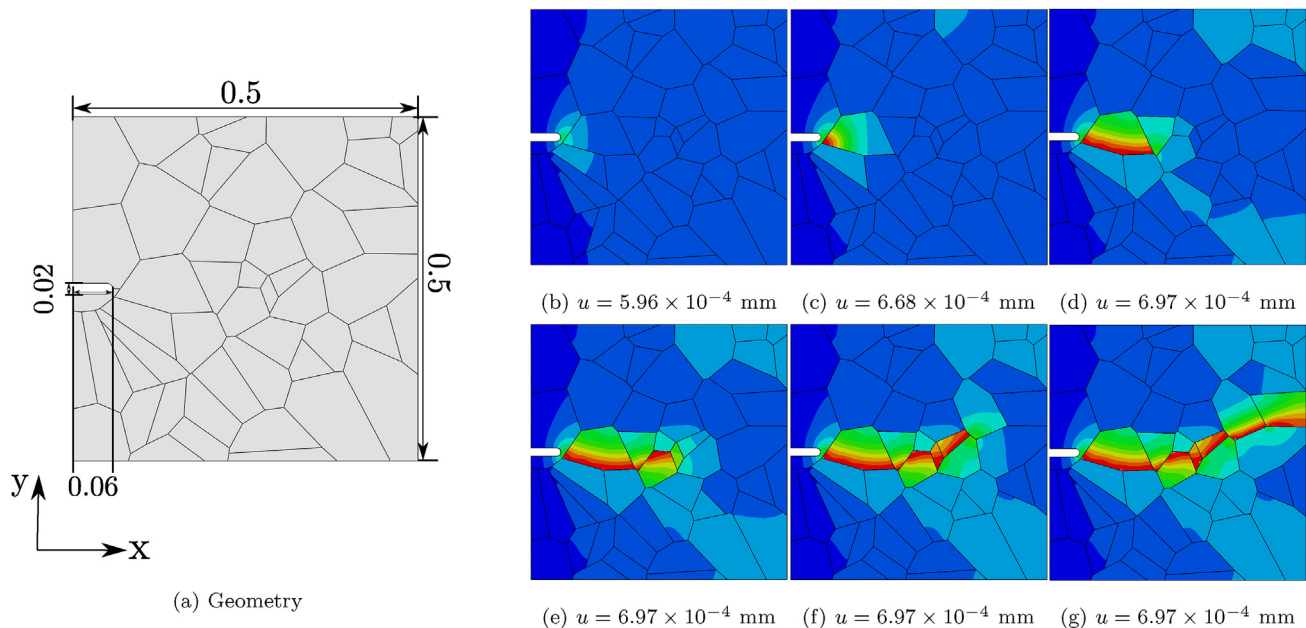 0.5
0.02
0.5
0.06
y
x
(a) Geometry
(b) u = 5.96 × 10⁻⁴ mm
(c) u = 6.68 × 10⁻⁴ mm
(d) u = 6.97 × 10⁻⁴ mm
(e) u = 6.97 × 10⁻⁴ mm
(f) u = 6.97 × 10⁻⁴ mm
(g) u = 6.97 × 10⁻⁴ mm